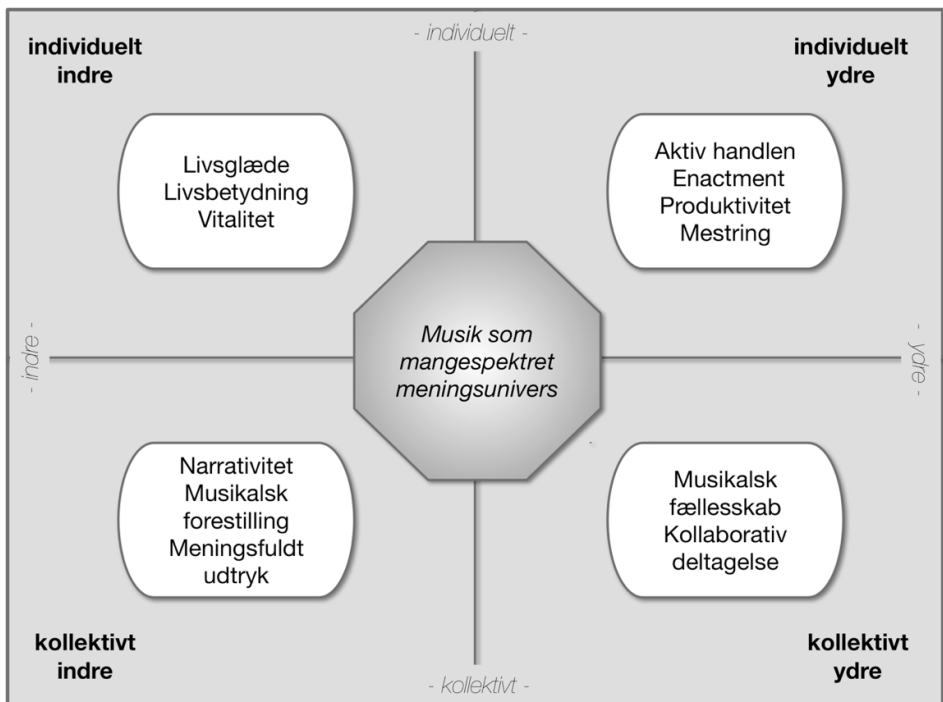 - individuelt -
individuelt
indre
individuelt
ydre
Livsglæde
Livsbetydning
Vitalitet
Aktiv handlen
Enactment
Produktivitet
Mestring
- indre -
Musik som
mangespektret
meningsunivers
- ydre -
Narrativitet
Musikalsk
forestilling
Meningsfuldt
udtryk
Musikalsk
fællesskab
Kollaborativ
deltagelse
kollektivt
indre
kollektivt
ydre
- kollektivt -